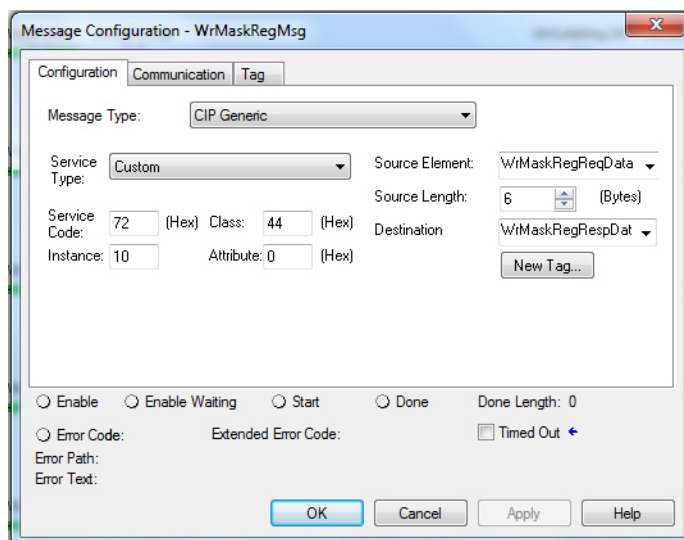 Message Configuration - WrMaskRegMsg
Configuration Communication Tag
Message Type: CIP Generic
Service Type: Custom Source Element: WrMaskRegReqData
Source Length: 6 (Bytes)
Service Code: 72 (Hex) Class: 44 (Hex) Destination WrMaskRegRespDat
Instance: 10 Attribute: 0 (Hex) New Tag...
Enable Enable Waiting Start Done Done Length: 0
Error Code: Extended Error Code: Timed Out
Error Path:
Error Text:
OK Cancel Apply Help